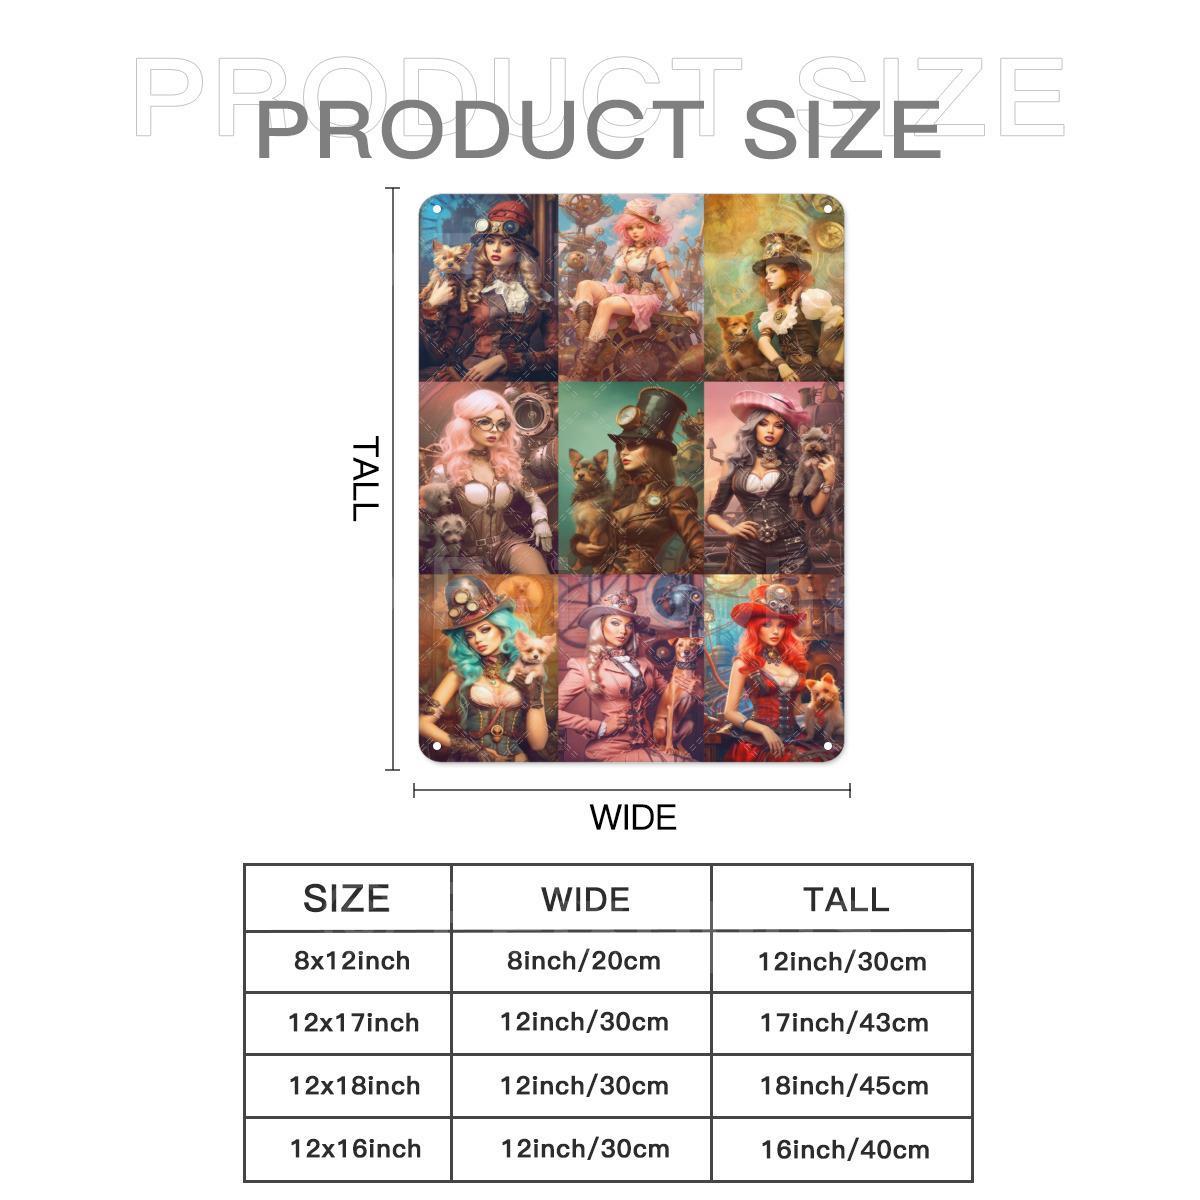 PRODUCT SIZE
PRODUCT SIZE
TALL
WIDE
SIZE WIDE TALL
8x12inch 8inch/20cm 12inch/30cm
12x17inch 12inch/30cm 17inch/43cm
12x18inch 12inch/30cm 18inch/45cm
12x16inch 12inch/30cm 16inch/40cm